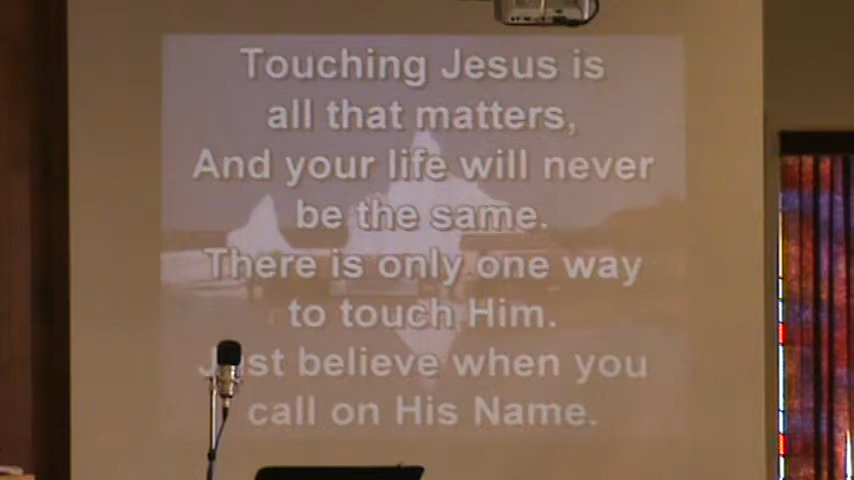 Touching Jesus is
all that matters,
And your life will never
be the same.
There is only one way
to touch Him.
Just believe when you
call on His Name.